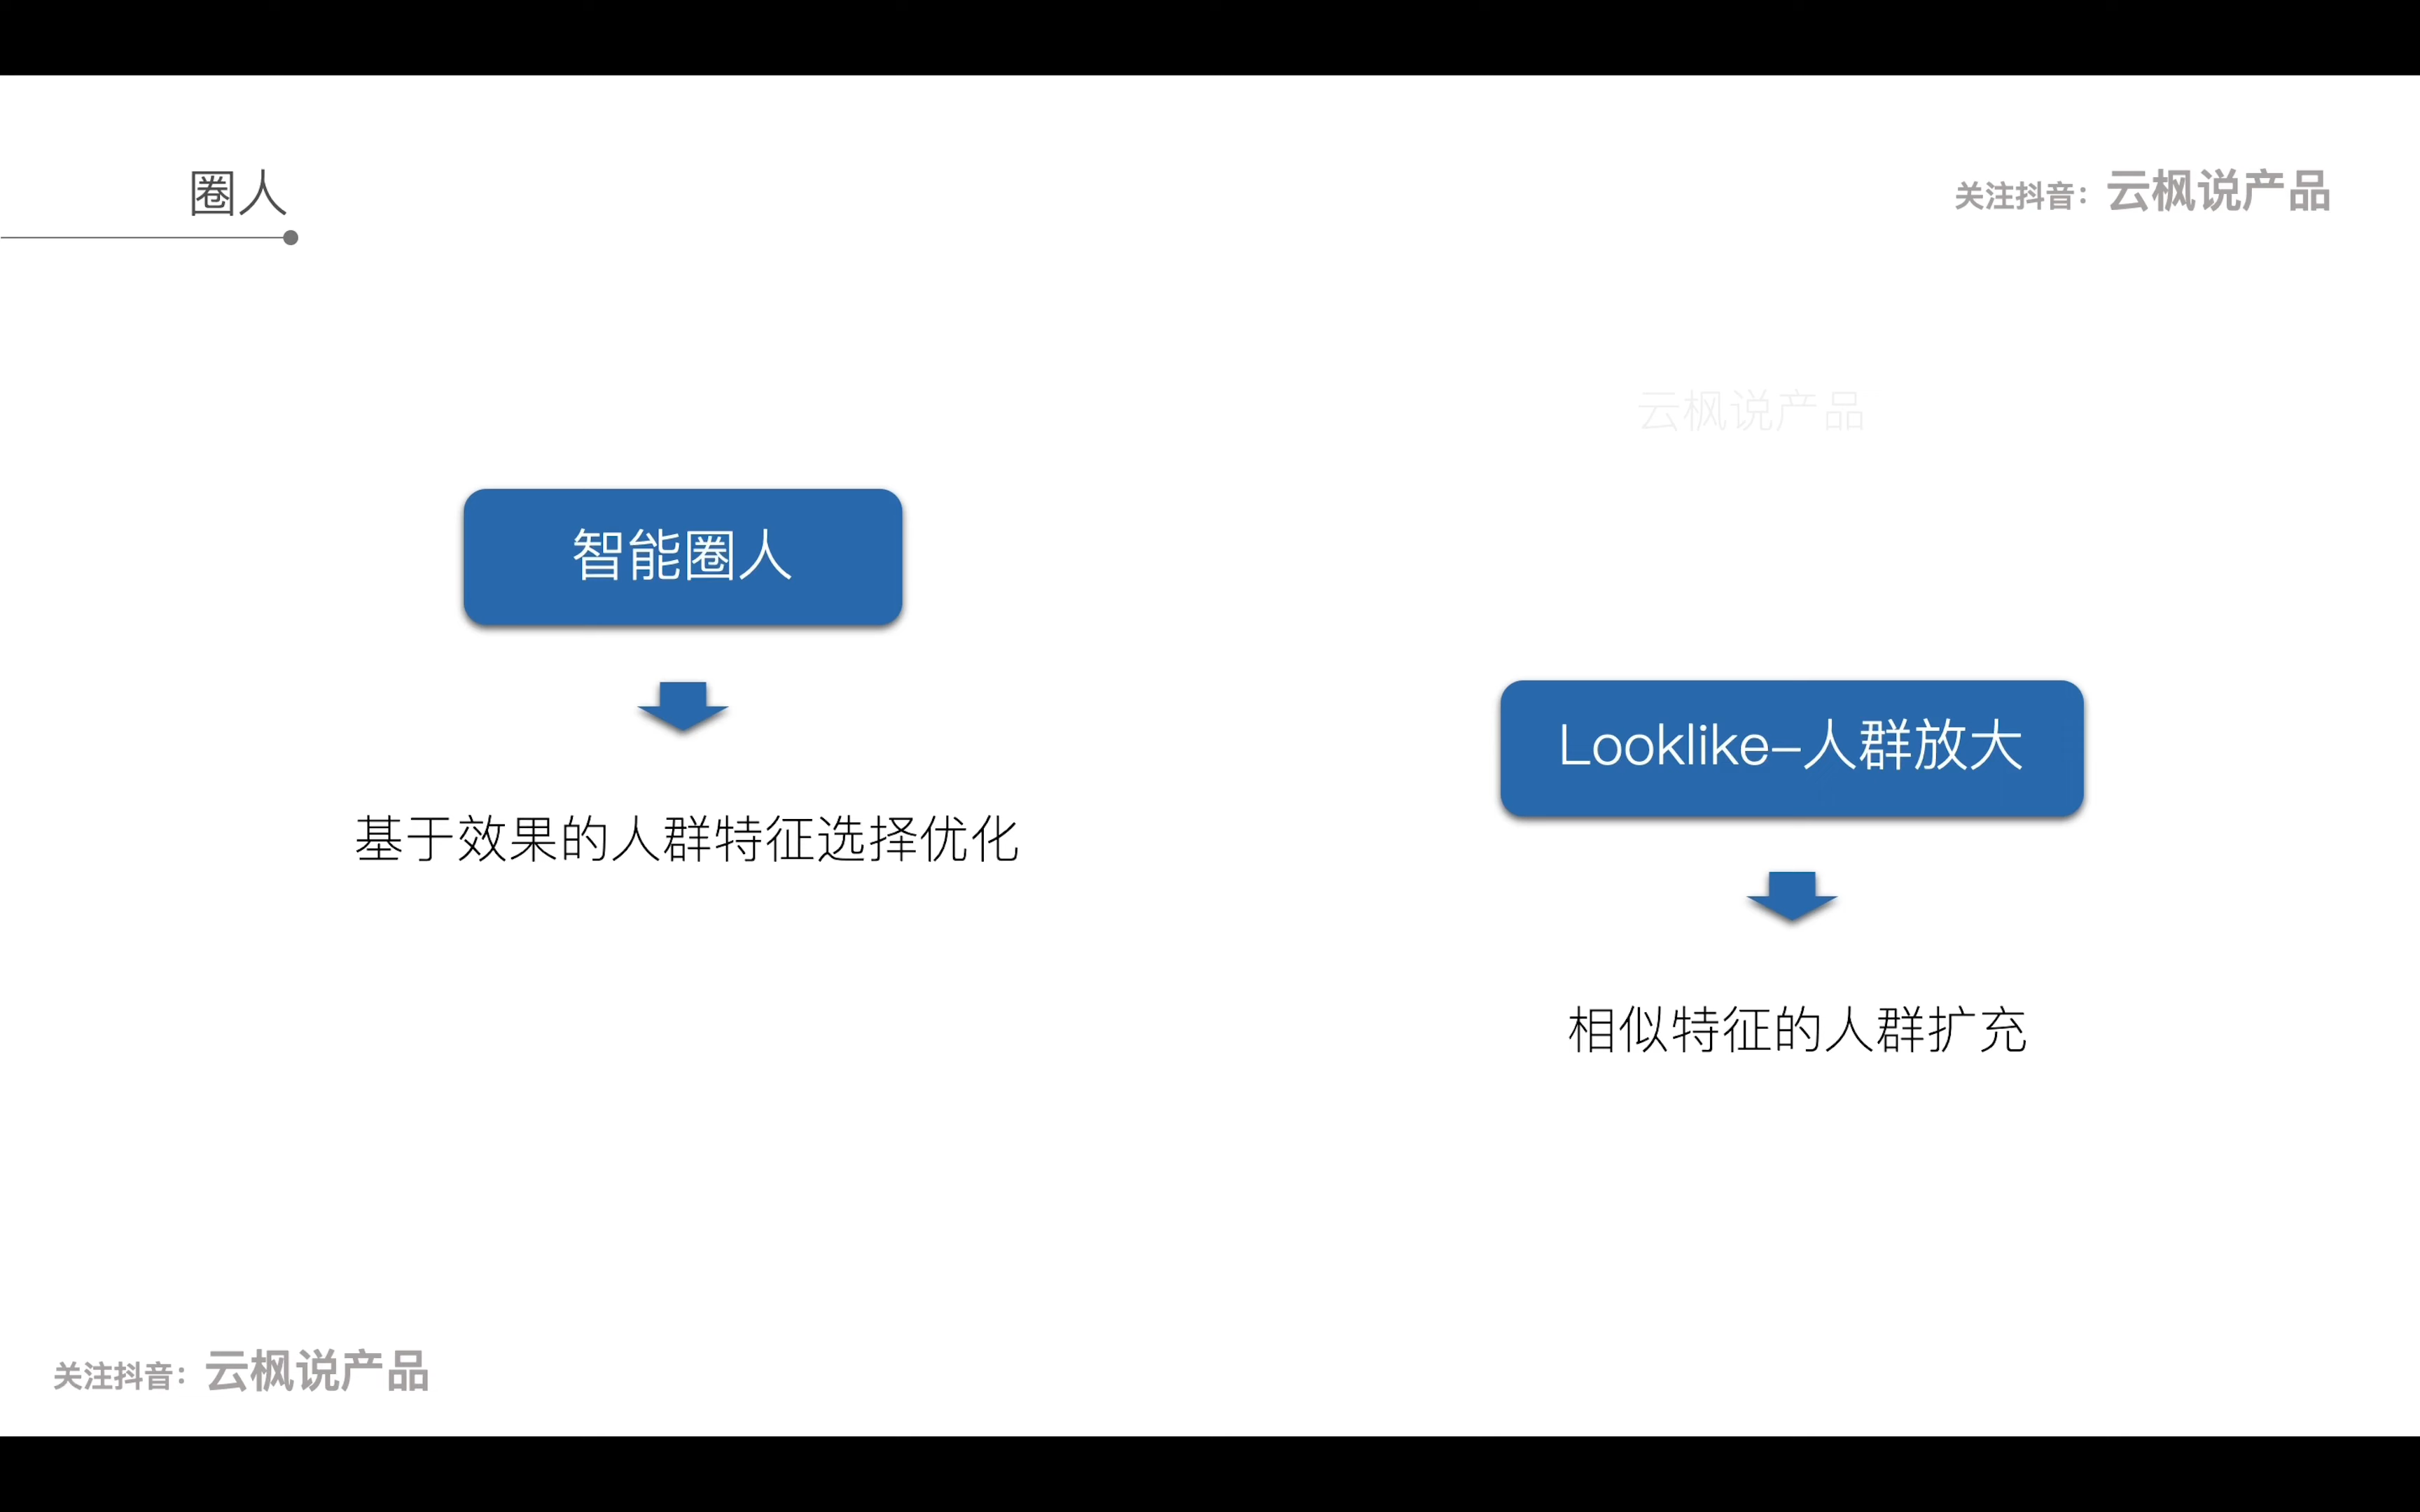 圈人
关注抖音：云枫说产品
云枫说产品
智能圈人
基于效果的人群特征选择优化
Looklike-人群放大
相似特征的人群扩充
关注抖音：云枫说产品